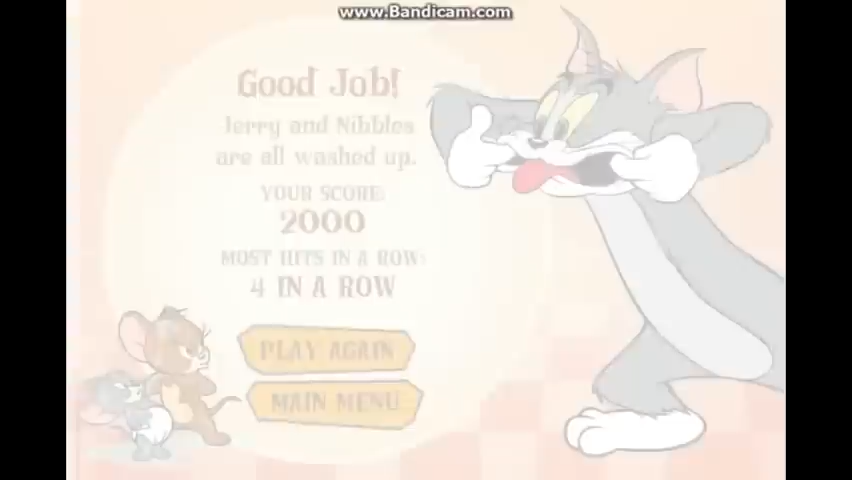 www.Bandicam.com
Good Job!
Jerry and Nibbles
are all washed up.
YOUR SCORE:
2000
MOST HITS IN A ROW:
4 IN A ROW
PLAY AGAIN
MAIN MENU